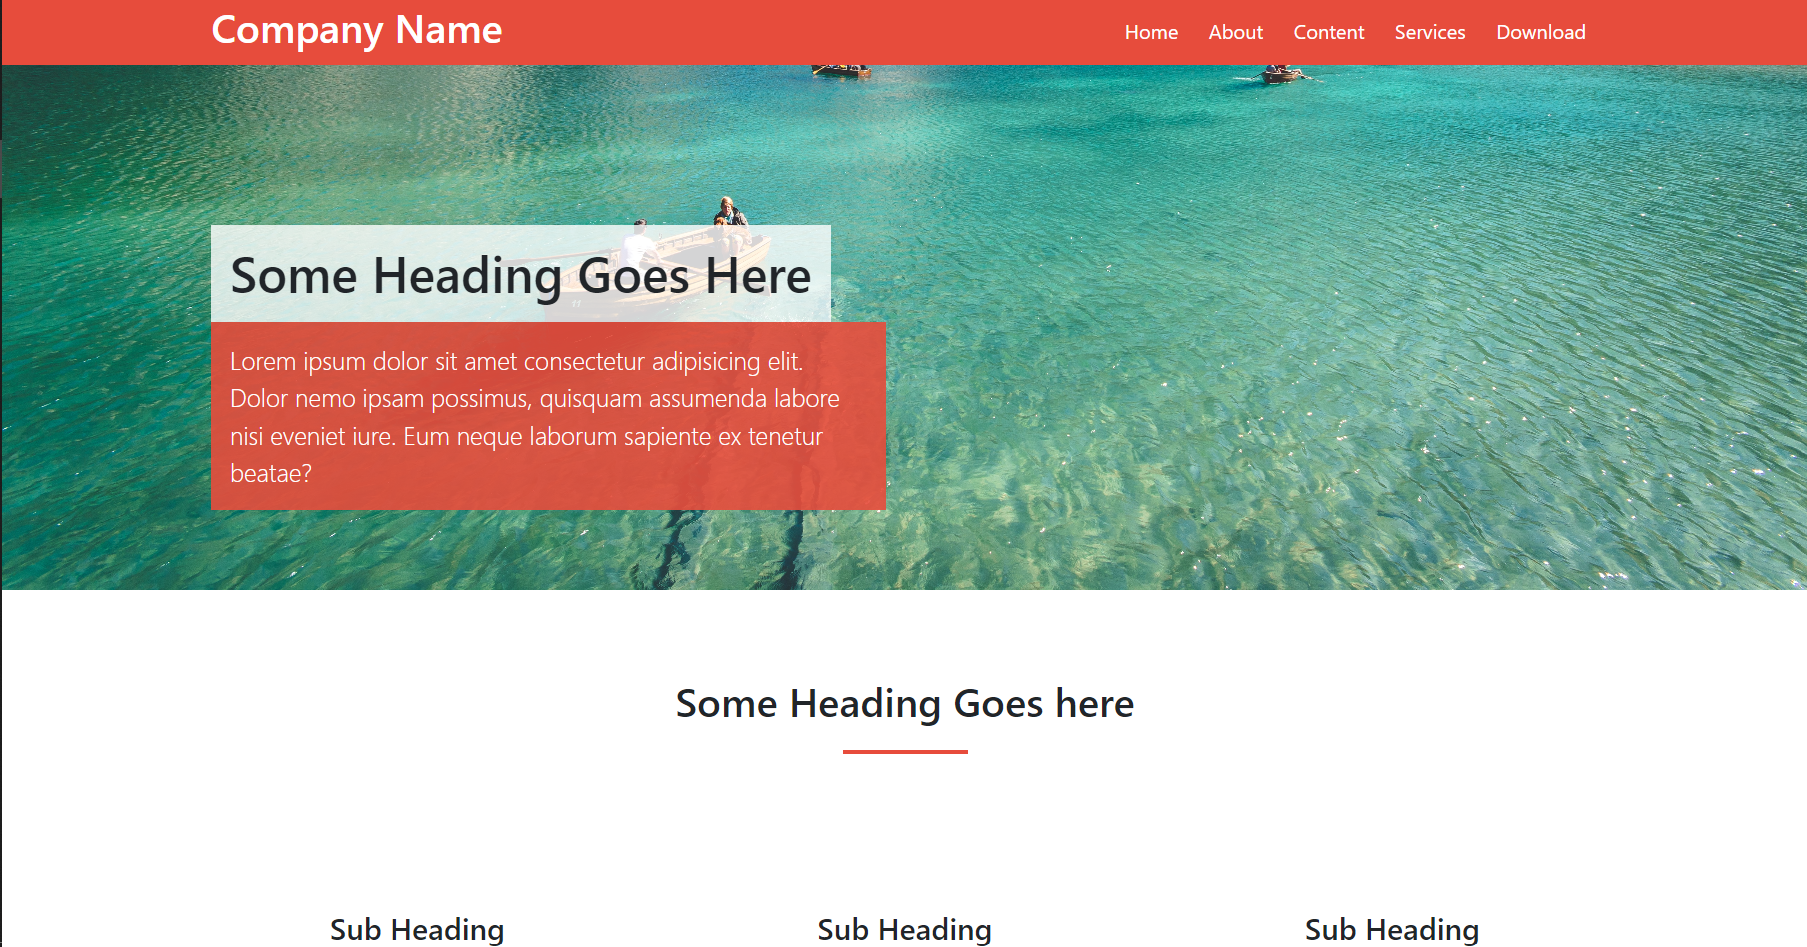 Company Name
Home About Content Services Download
Some Heading Goes Here
Lorem ipsum dolor sit amet consectetur adipisicing elit.
Dolor nemo ipsam possimus, quisquam assumenda labore
nisi eveniet iure. Eum neque laborum sapiente ex tenetur
beatae?
Some Heading Goes here
Sub Heading Sub Heading Sub Heading